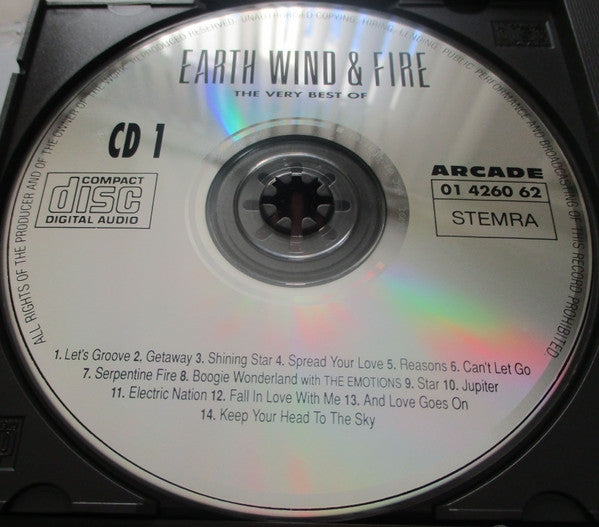 ALL RIGHTS OF THE PRODUCER AND OF THE OWNER OF THE WORK REPRODUCED RESERVED. UNAUTHORISED COPYING, HIRING, LENDING, PUBLIC PERFORMANCE AND BROADCASTING OF THIS RECORD PROHIBITED
EARTH WIND & FIRE
THE VERY BEST OF
CD 1
COMPACT
disc
DIGITAL AUDIO
ARCADE
01 4260 62
STEMRA
1. Let's Groove 2. Getaway 3. Shining Star 4. Spread Your Love 5. Reasons 6. Can't Let Go
7. Serpentine Fire 8. Boogie Wonderland with THE EMOTIONS 9. Star 10. Jupiter
11. Electric Nation 12. Fall In Love With Me 13. And Love Goes On
14. Keep Your Head To The Sky